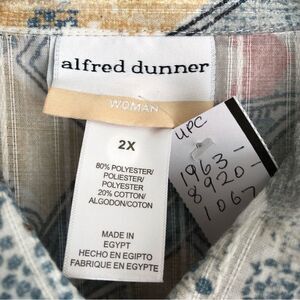 alfred dunner
WOMAN
2X
80% POLYESTER/
POLIESTER/
POLYESTER
20% COTTON/
ALGODON/COTON
MADE IN
EGYPT
HECHO EN EGIPTO
FABRIQUE EN EGYPTE
UPC
1963-
8920-
1067